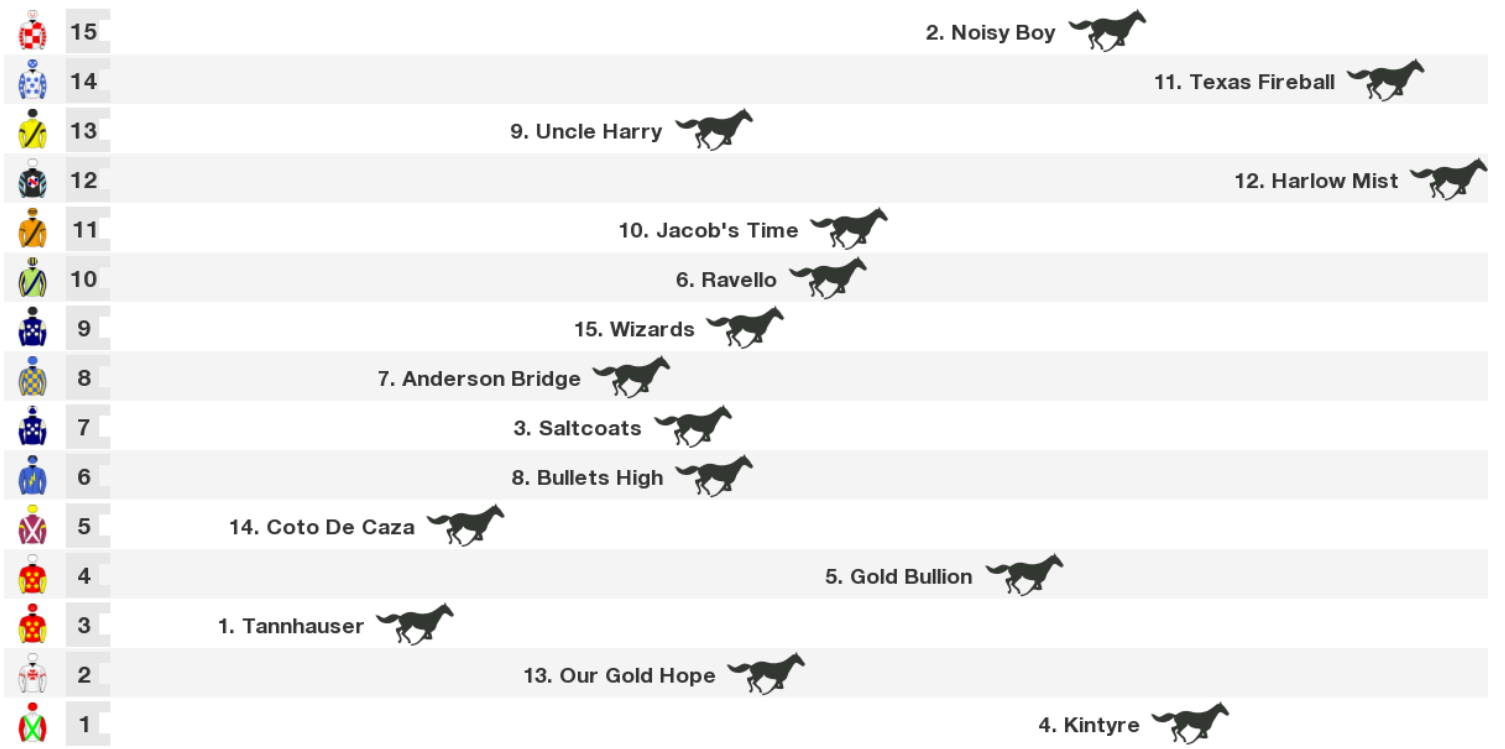 15 2. Noisy Boy
14 11. Texas Fireball
13 9. Uncle Harry
12 12. Harlow Mist
11 10. Jacob's Time
10 6. Ravello
9 15. Wizards
8 7. Anderson Bridge
7 3. Saltcoats
6 8. Bullets High
5 14. Coto De Caza
4 5. Gold Bullion
3 1. Tannhauser
2 13. Our Gold Hope
1 4. Kintyre